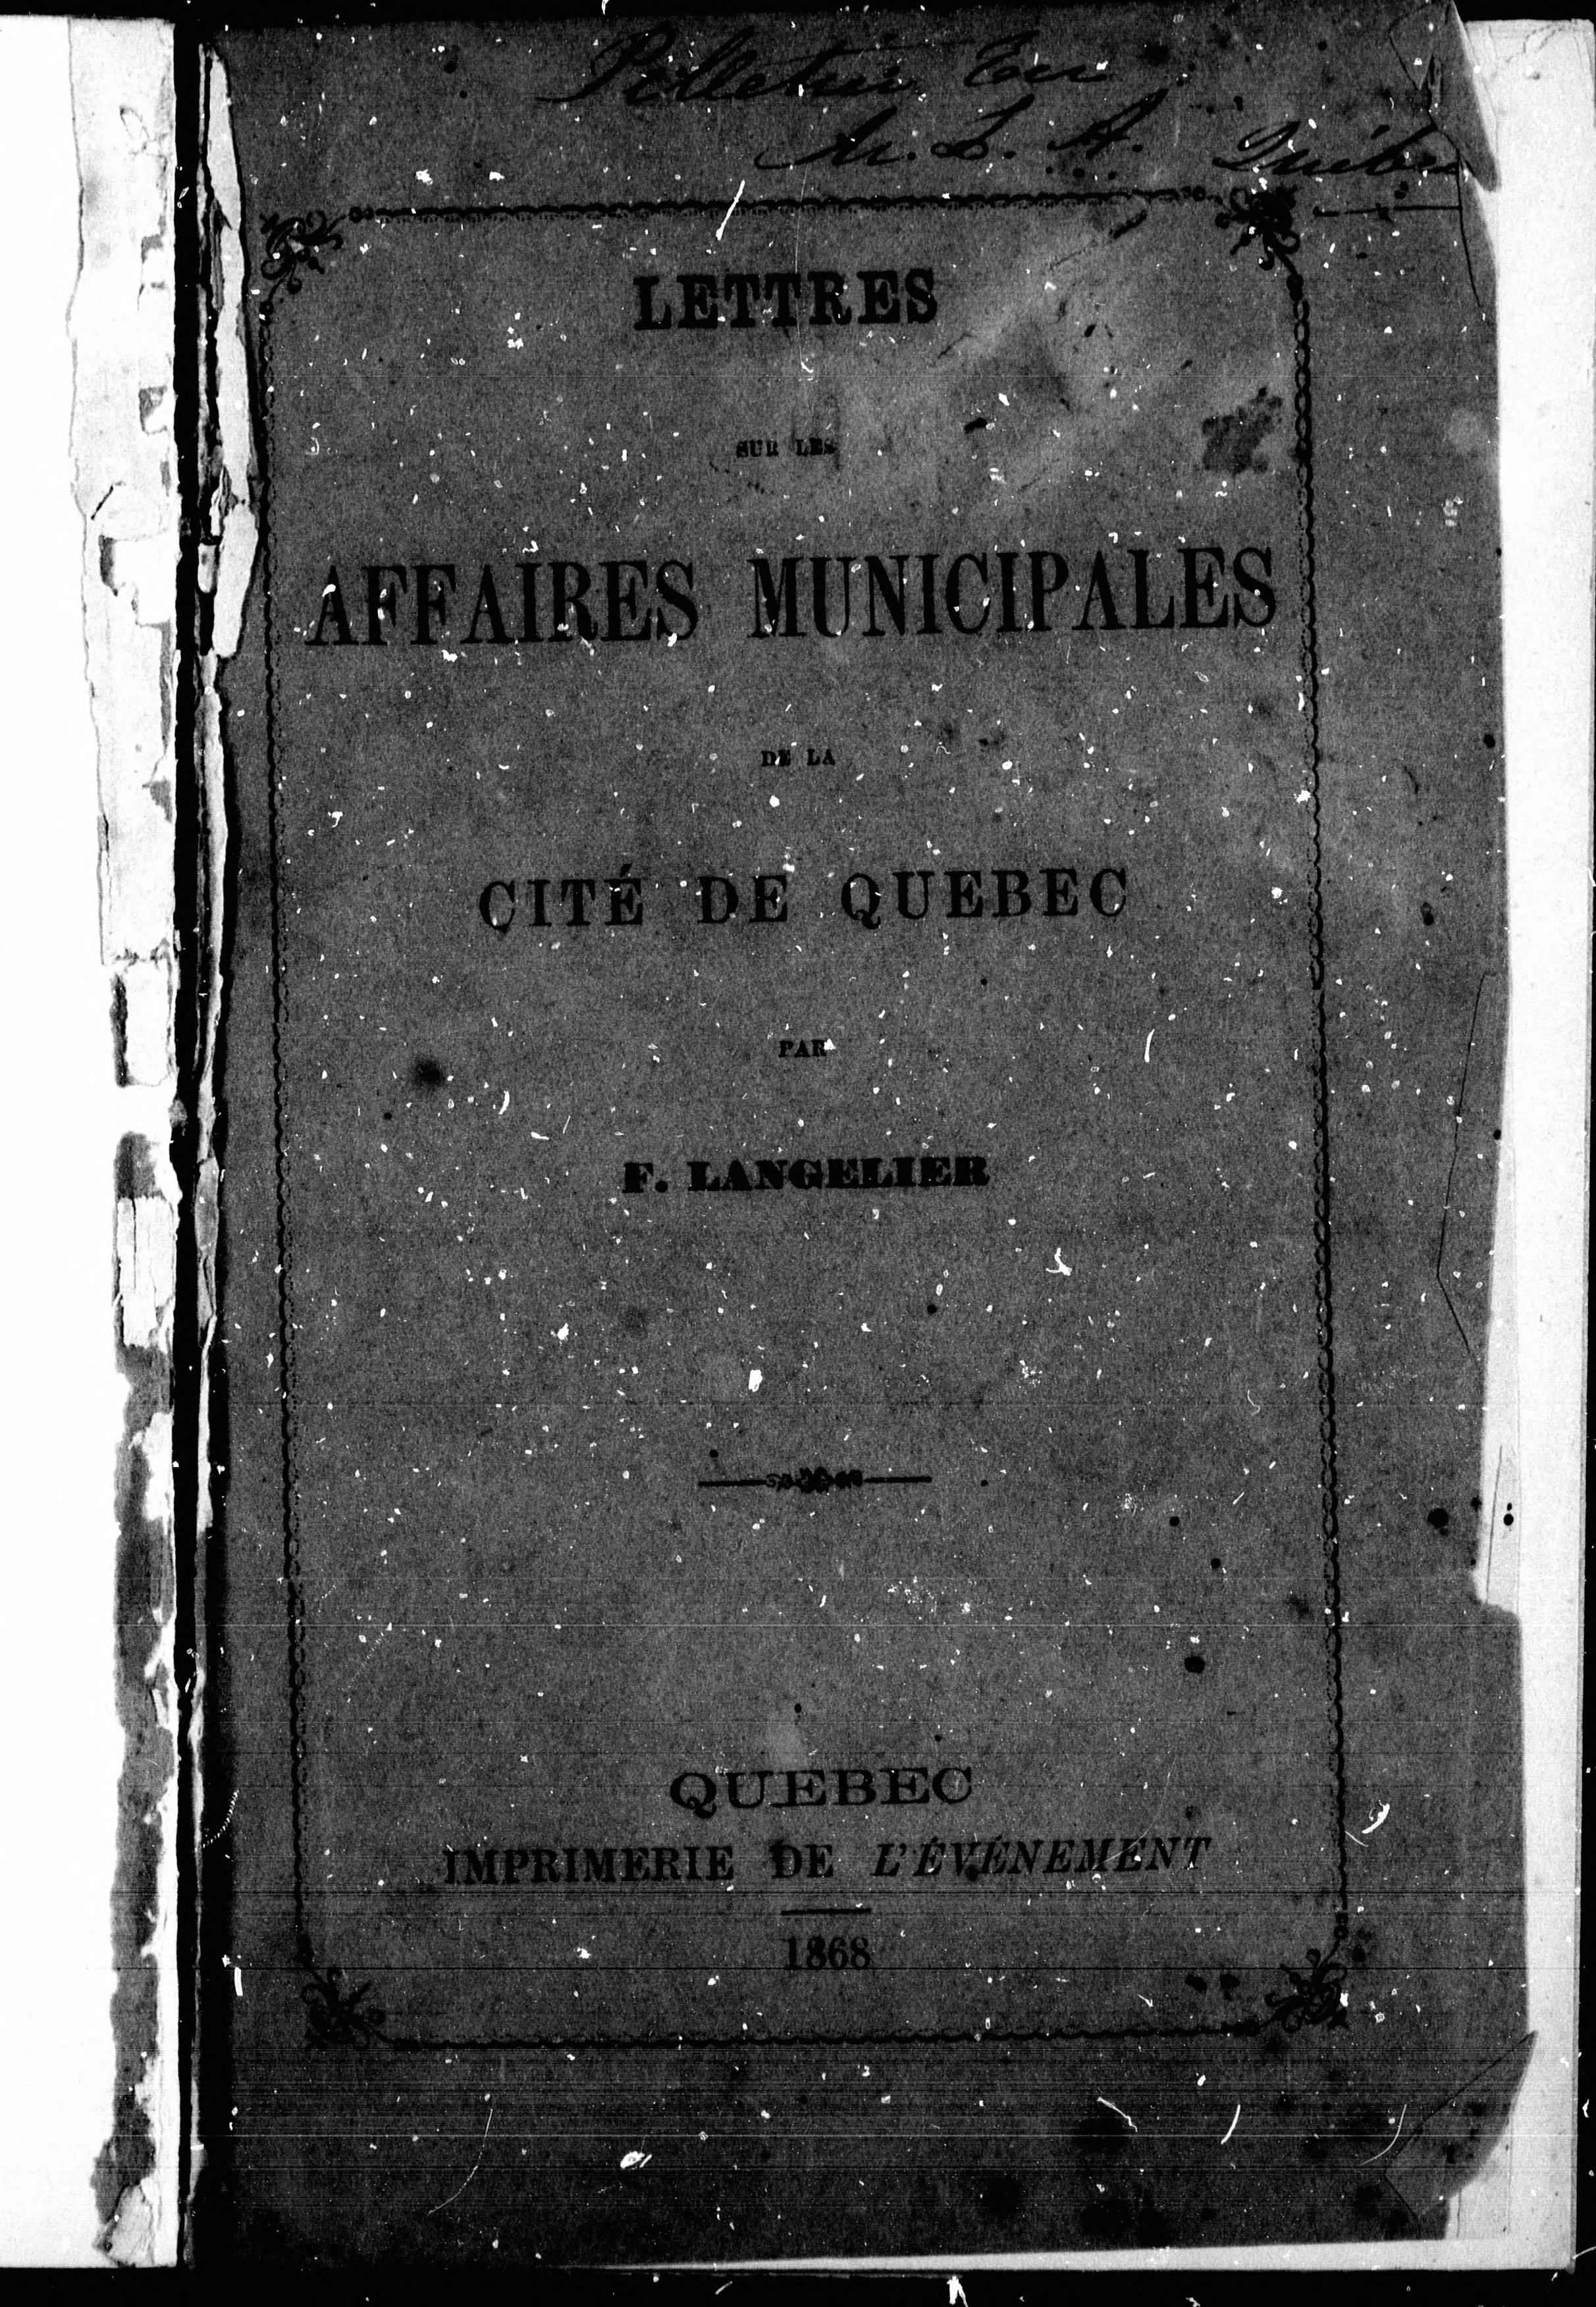 M. L. A.
LETTRES
SUR LES
AFFAIRES MUNICIPALES
DE LA
CITÉ DE QUEBEC
PAR
F. LANGELIER
QUEBEC
IMPRIMERIE DE L'ÉVÉNEMENT
1868